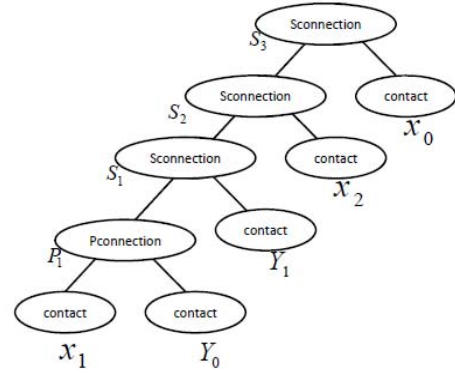 Sconnection
S₃
Sconnection
contact
S₂
x₀
Sconnection
contact
S₁
x₂
Pconnection
contact
P₁
Y₁
contact
contact
x₁
Y₀